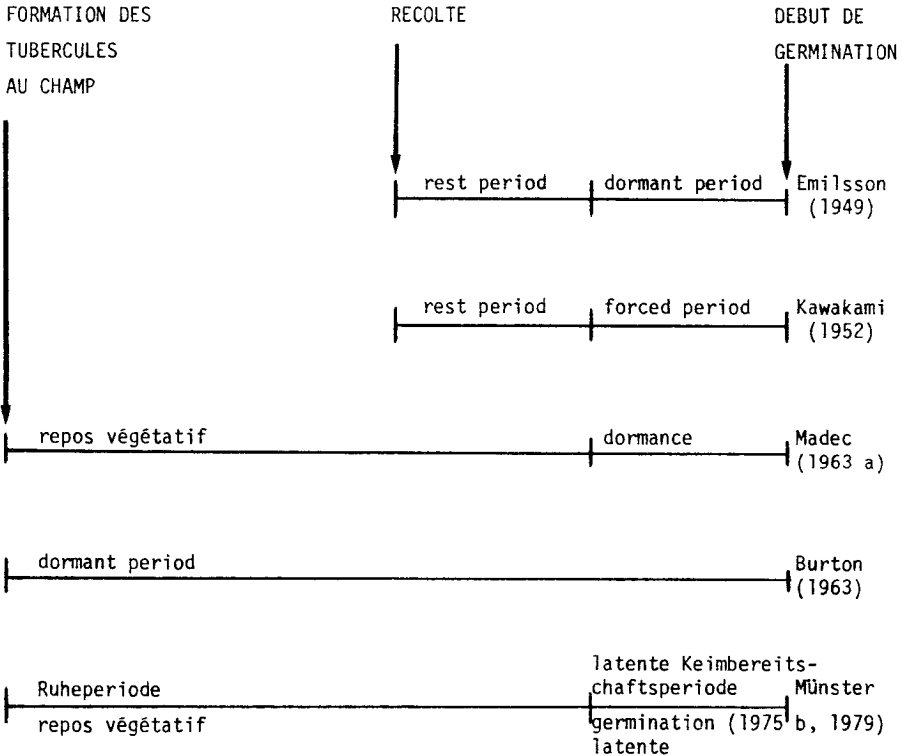 FORMATION DES
TUBERCULES
AU CHAMP
RECOLTE
DEBUT DE
GERMINATION
rest period
dormant period
Emilsson
(1949)
rest period
forced period
Kawakami
(1952)
repos végétatif
dormance
Madec
(1963 a)
dormant period
Burton
(1963)
latente Keimbereits-
Ruheperiode
chaftsperiode
Münster
repos végétatif
germination (1975 b, 1979)
latente